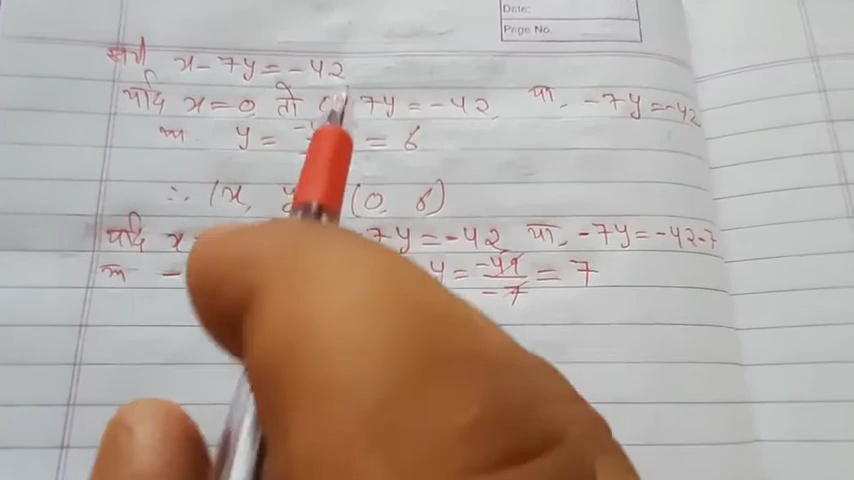 Date:
Page No.
x - 7y = -42
यदि x = 0, तो 7y = -42, या, -7y = -42
या y = = 6
∴ (x, y (0, 6)
यदि x 7y = -42 या, -7y = -42-7
या - y = -49/-7 = 7